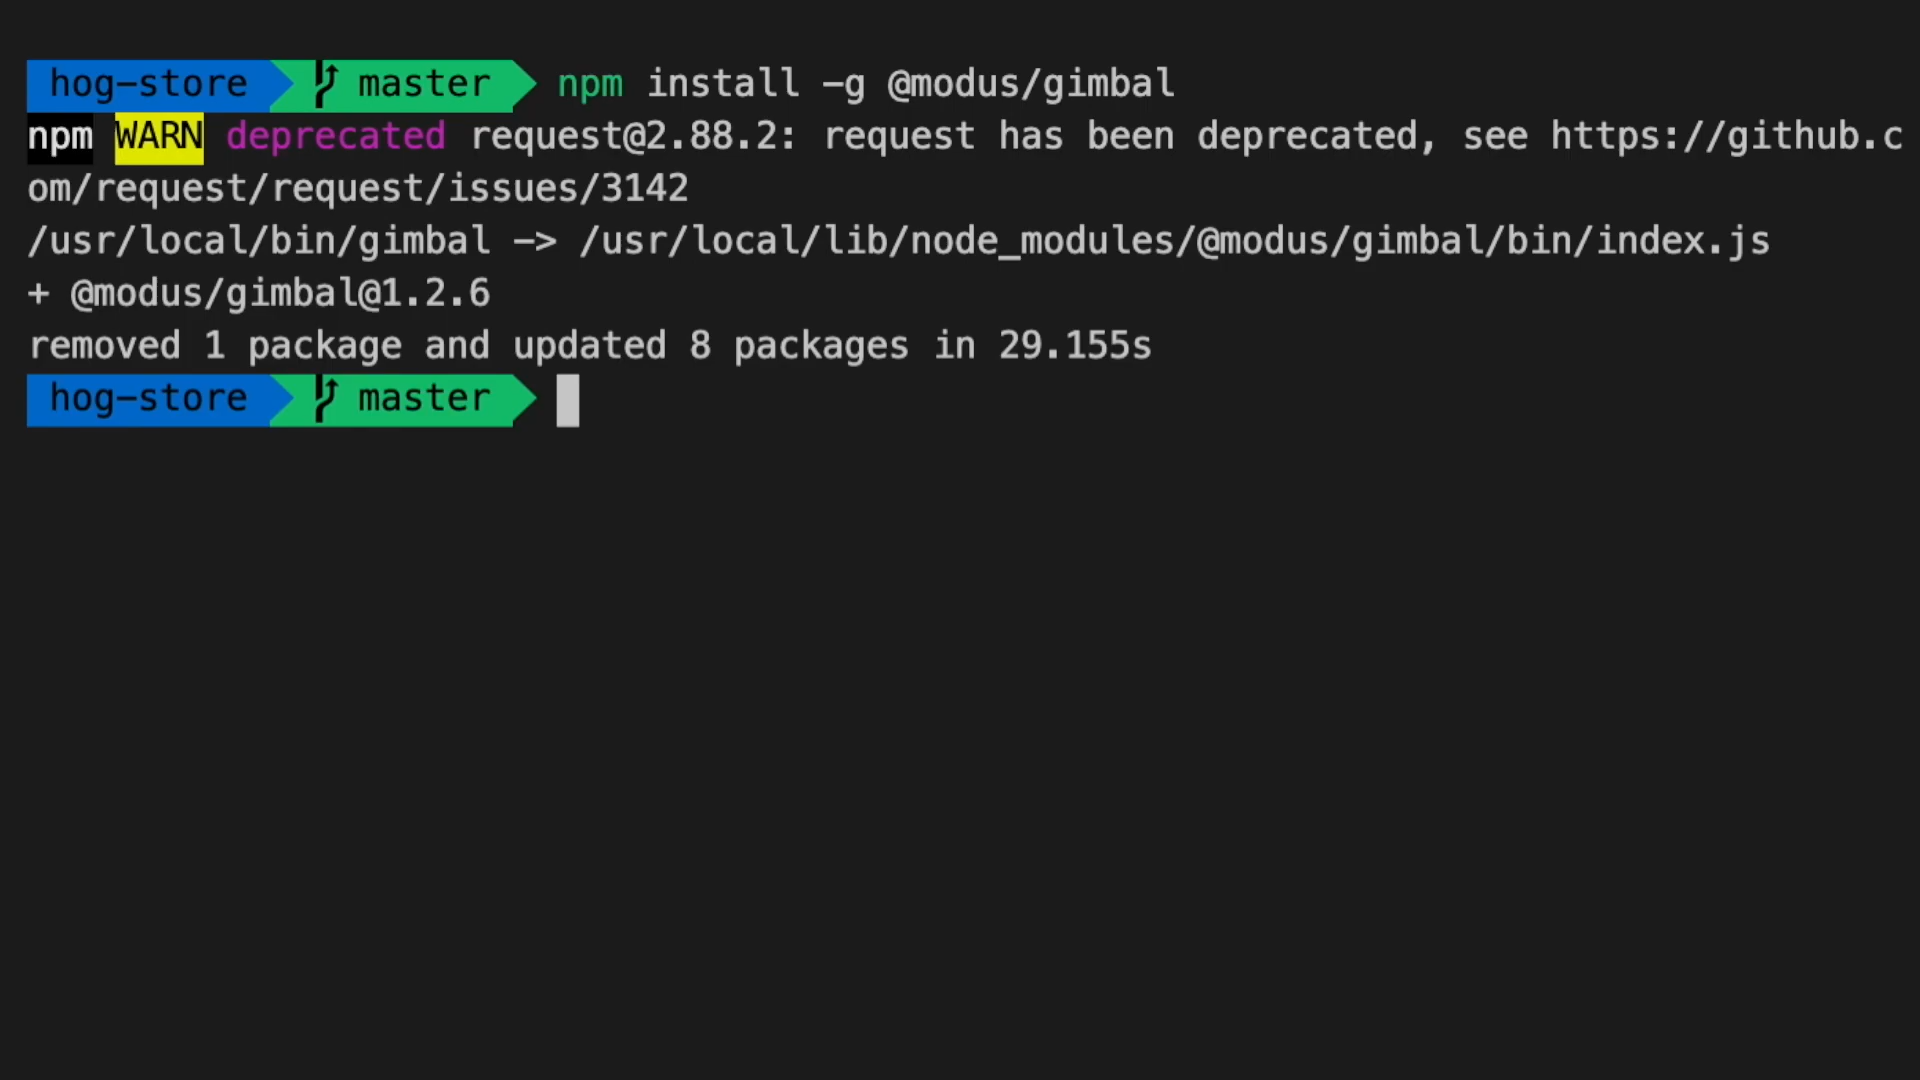 hog-store master npm install -g @modus/gimbal
npm WARN deprecated request@2.88.2: request has been deprecated, see https://github.c
om/request/request/issues/3142
/usr/local/bin/gimbal -> /usr/local/lib/node_modules/@modus/gimbal/bin/index.js
+ @modus/gimbal@1.2.6
removed 1 package and updated 8 packages in 29.155s
hog-store master